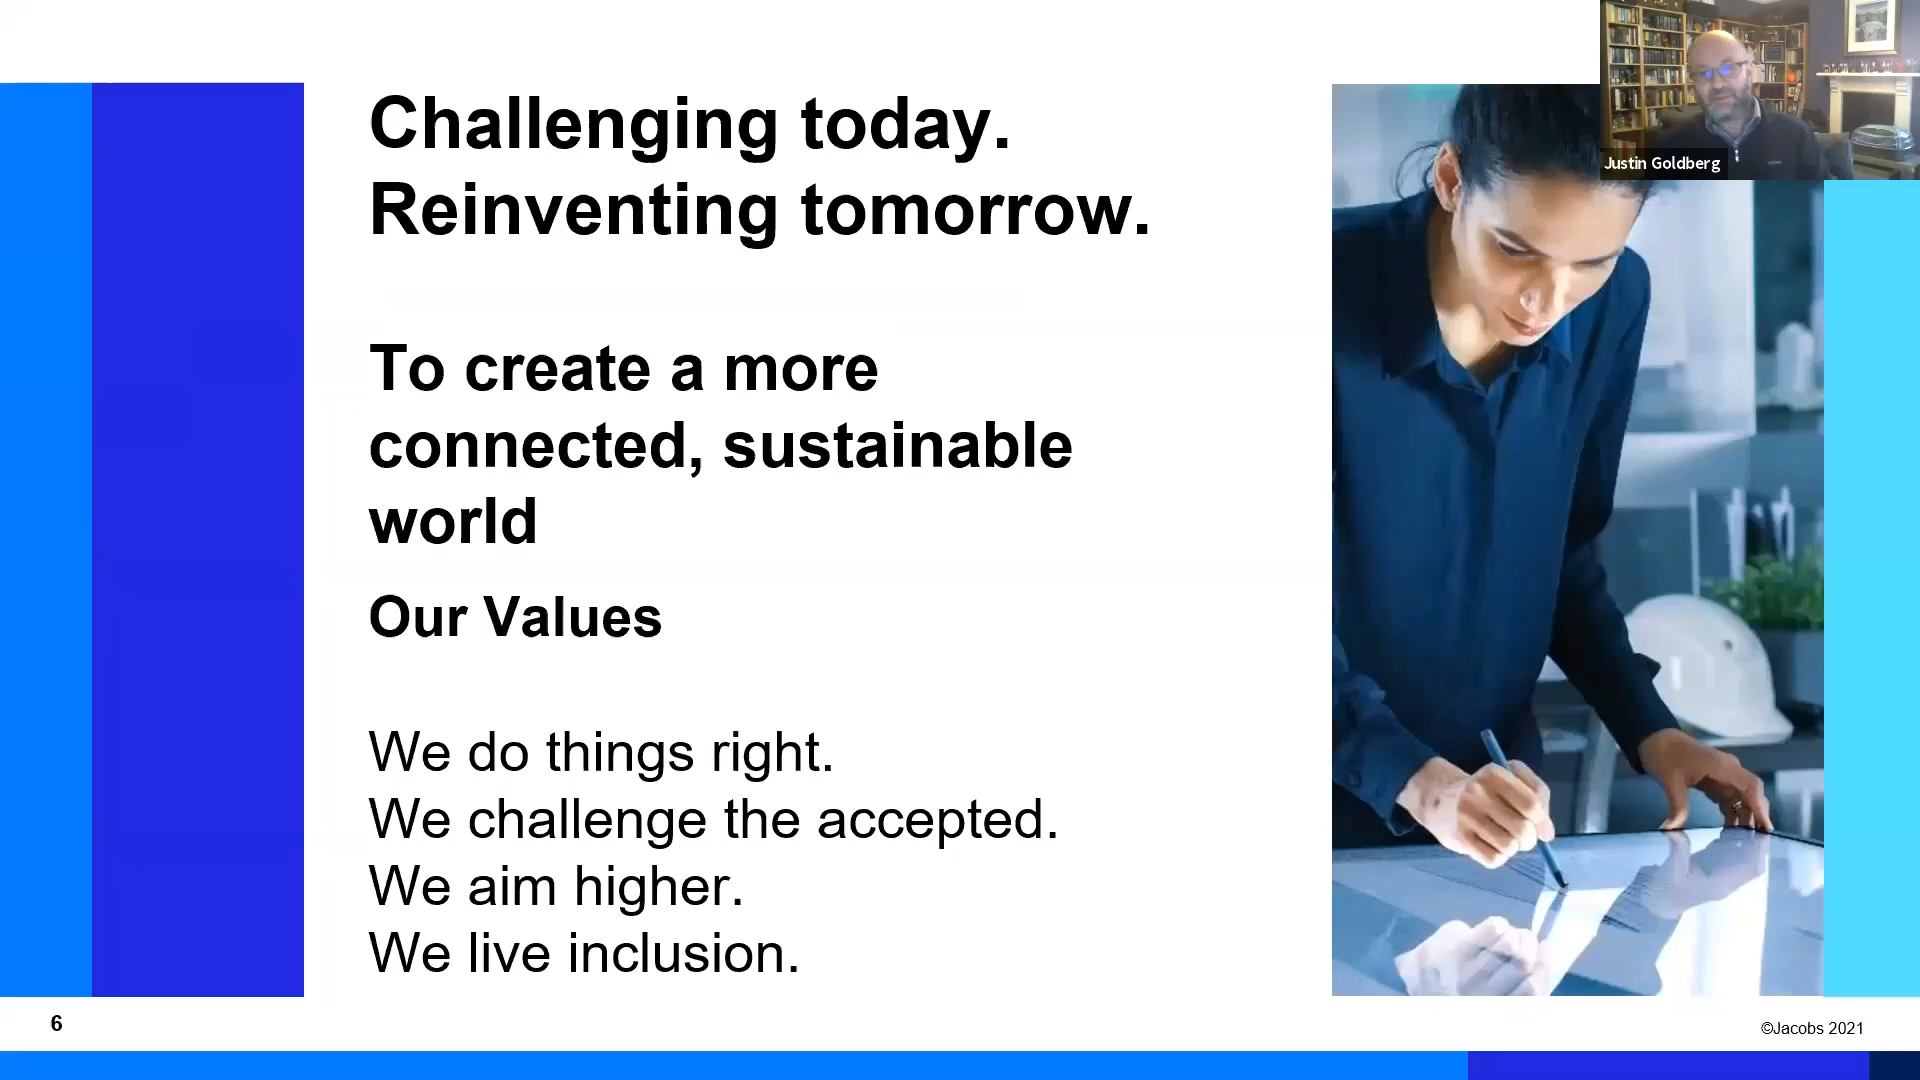 Challenging today.
Reinventing tomorrow.
To create a more
connected, sustainable
world
Our Values
We do things right.
We challenge the accepted.
We aim higher.
We live inclusion.
Justin Goldberg
6
©Jacobs 2021